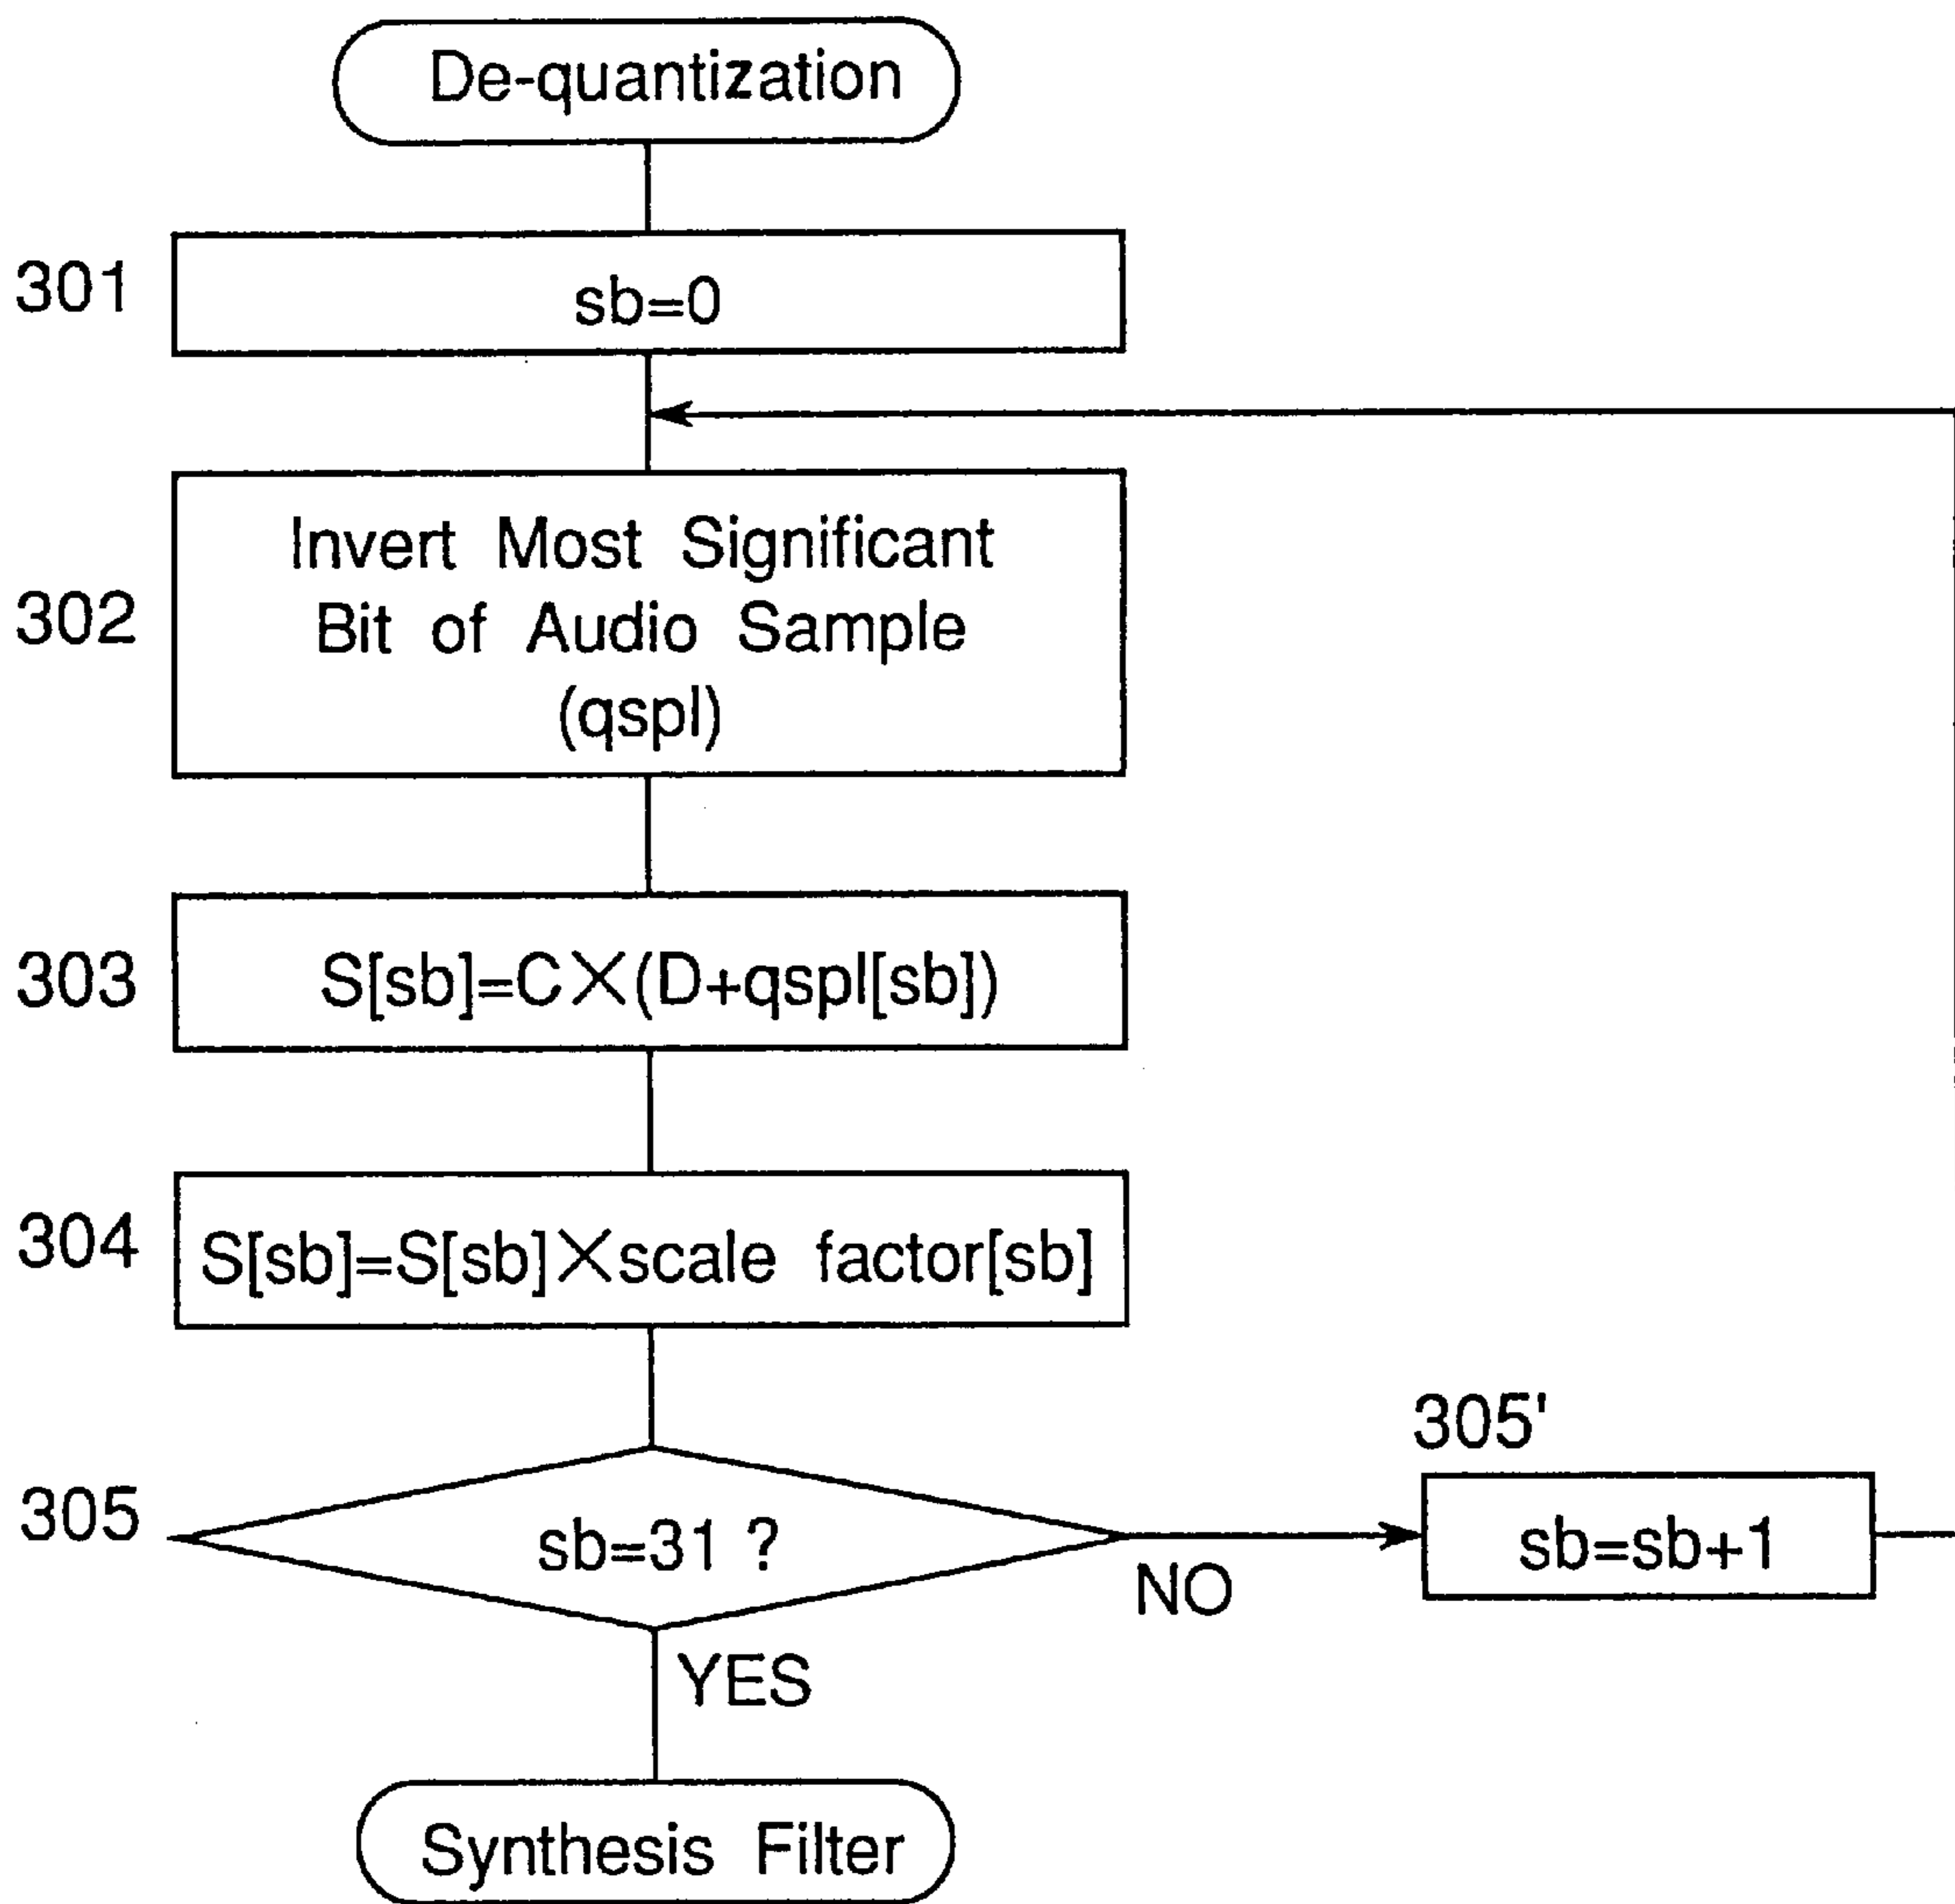 De-quantization
301
sb=0
302
Invert Most Significant
Bit of Audio Sample
(qspl)
303
S[sb]=C×(D+qspl[sb])
304
S[sb]=S[sb]×scale factor[sb]
305
sb=31 ?
NO
305'
sb=sb+1
YES
Synthesis Filter